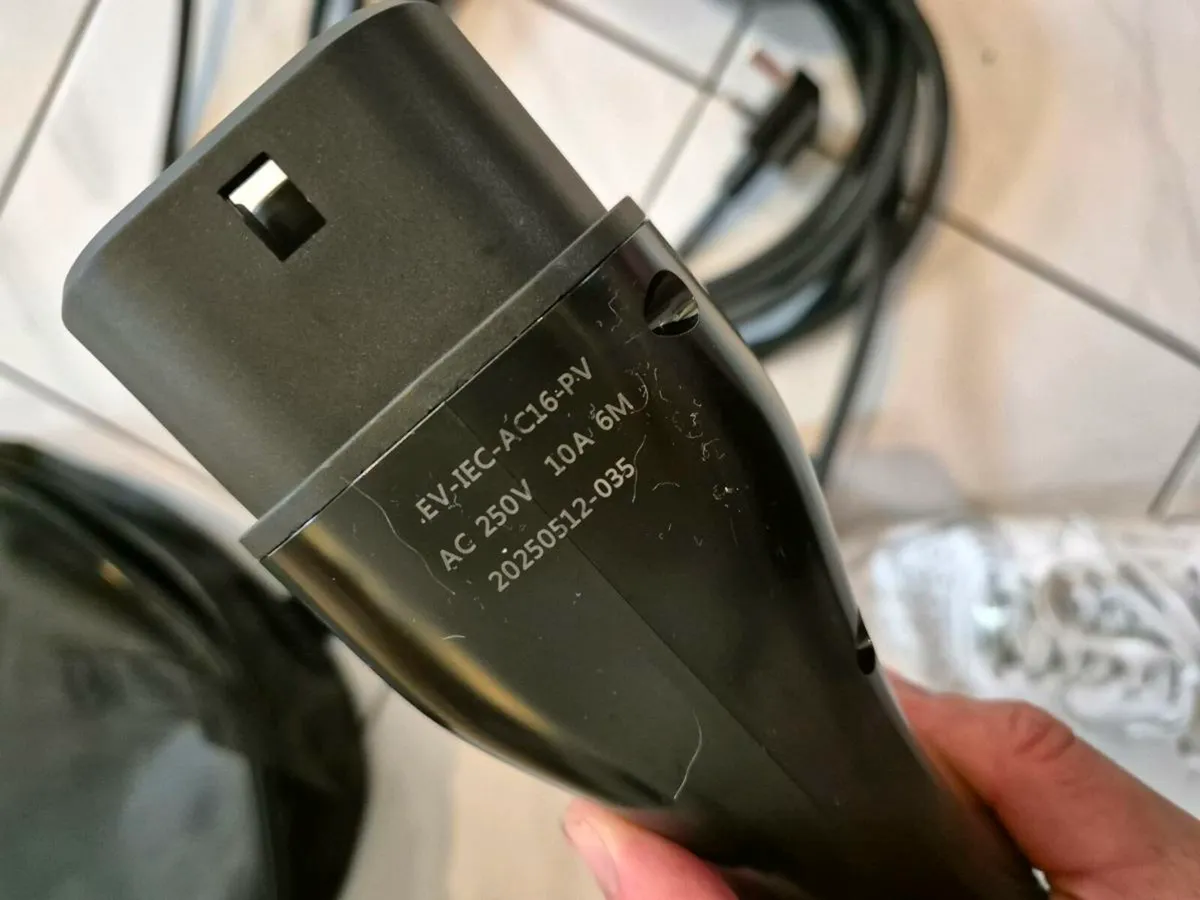 EV-IEC-AC16-PV
AC 250V 10A 6M
20250512-035